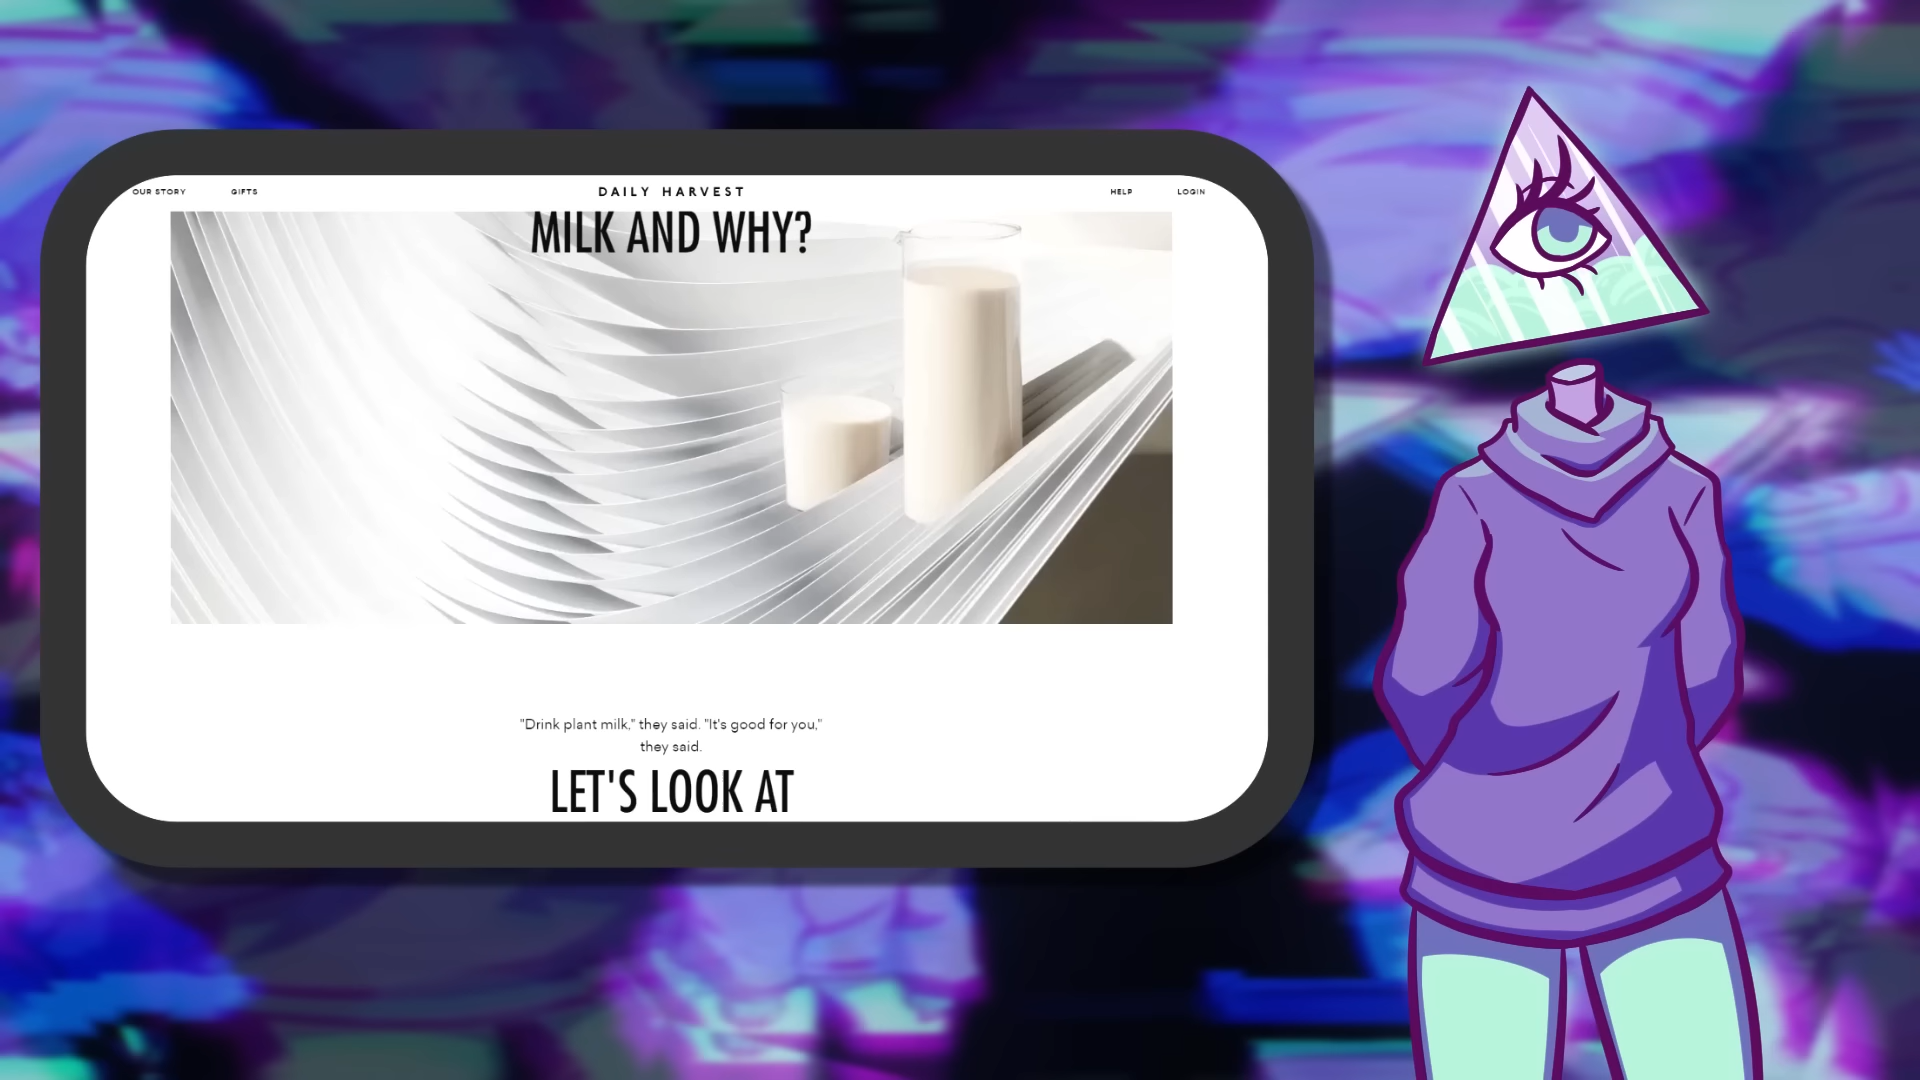 OUR STORY GIFTS DAILY HARVEST HELP LOGIN
MILK AND WHY?
"Drink plant milk," they said. "It's good for you,"
they said.
LET'S LOOK AT